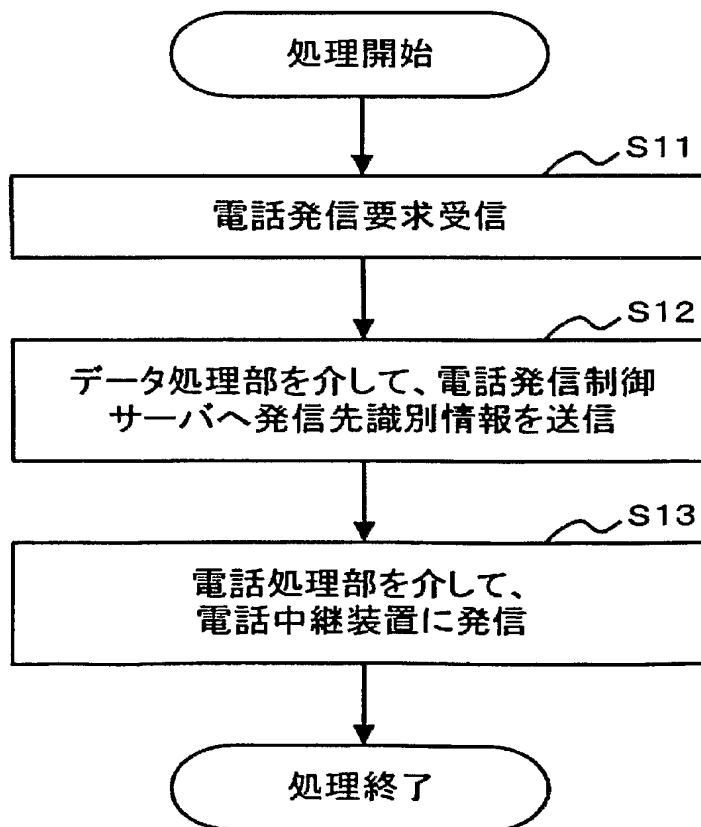 処理開始
S11
電話発信要求受信
S12
データ処理部を介して、電話発信制御
サーバへ発信先識別情報を送信
S13
電話処理部を介して、
電話中継装置に発信
処理終了